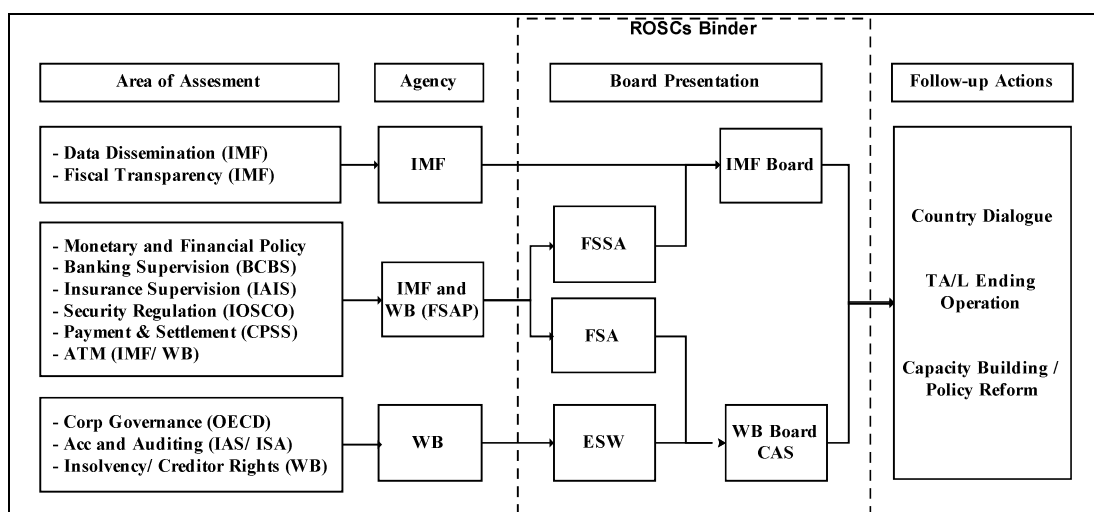 ROSCs Binder
Area of Assesment
Agency
Board Presentation
Follow-up Actions
- Data Dissemination (IMF)
- Fiscal Transparency (IMF)
IMF
IMF Board
- Monetary and Financial Policy
- Banking Supervision (BCBS)
- Insurance Supervision (IAIS)
- Security Regulation (IOSCO)
- Payment & Settlement (CPSS)
- ATM (IMF/ WB)
IMF and
WB (FSAP)
FSSA
FSA
- Corp Governance (OECD)
- Acc and Auditing (IAS/ ISA)
- Insolvency/ Creditor Rights (WB)
WB
ESW
WB Board
CAS
Country Dialogue
TA/L Ending
Operation
Capacity Building /
Policy Reform